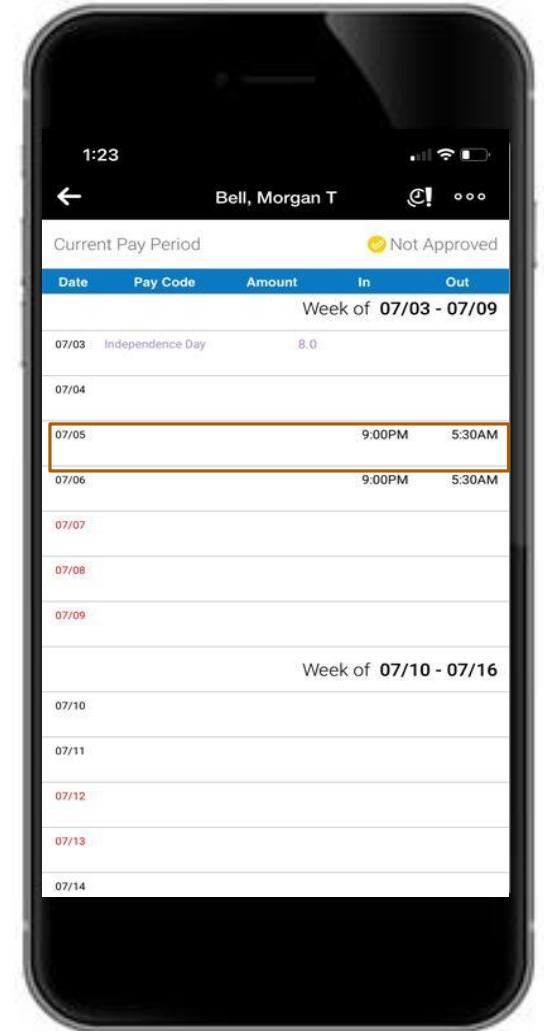 1:23
Bell, Morgan T
Current Pay Period Not Approved
Date Pay Code Amount In Out
Week of 07/03 - 07/09
07/03 Independence Day 8.0
07/04
07/05 9:00PM 5:30AM
07/06 9:00PM 5:30AM
07/07
07/08
07/09
Week of 07/10 - 07/16
07/10
07/11
07/12
07/13
07/14